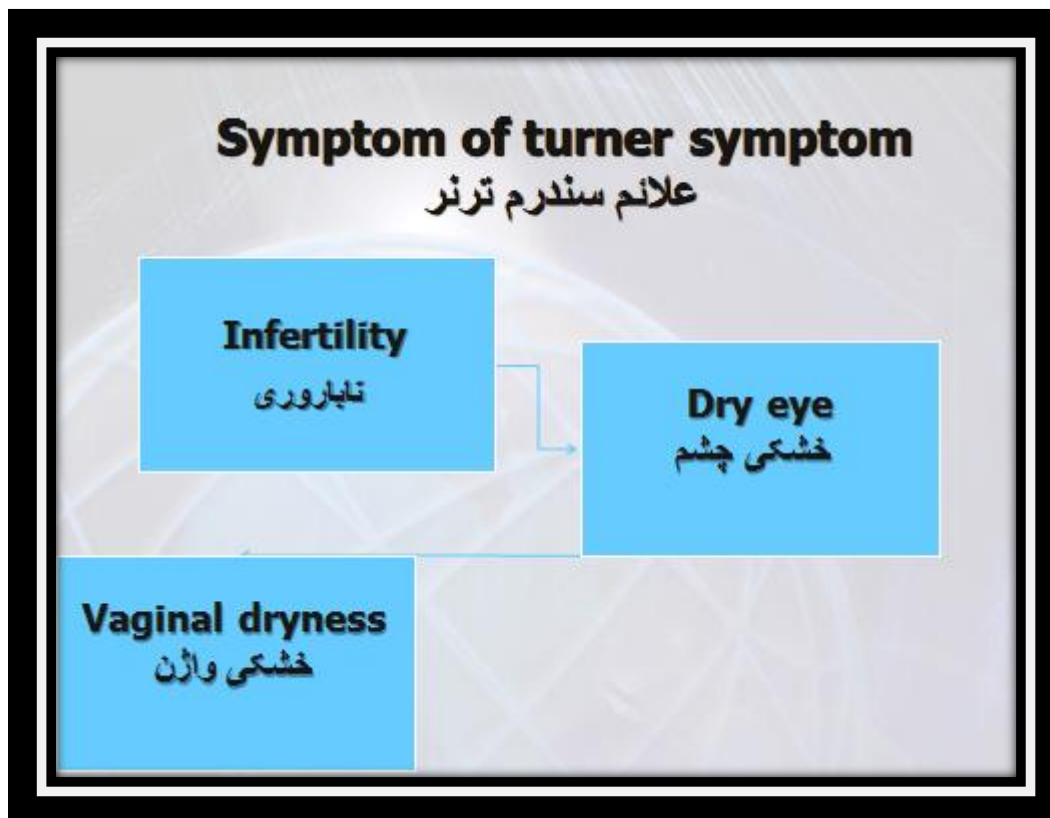 Symptom of turner symptom
علائم سندرم ترنر
Infertility
ناباروری
Dry eye
خشکی چشم
Vaginal dryness
خشکی واژن